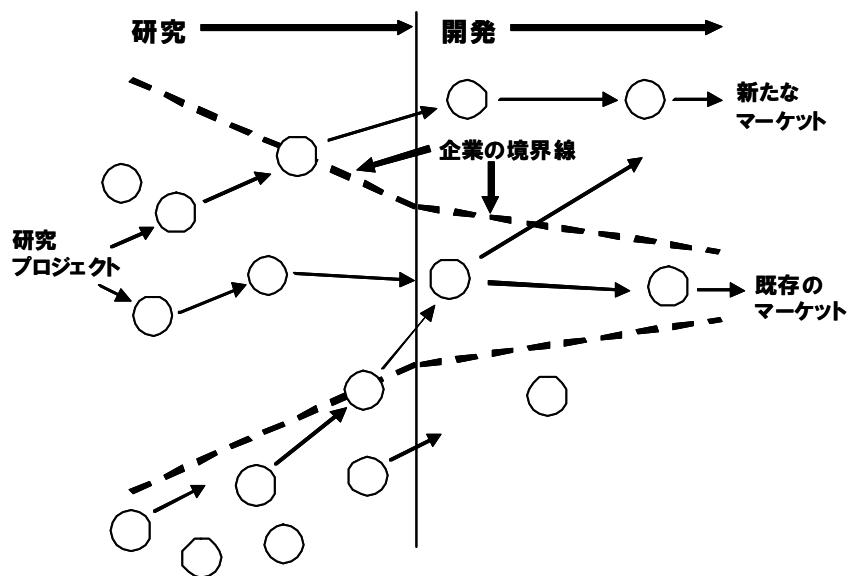 研究
開発
新たな
マーケット
企業の境界線
研究
プロジェクト
既存の
マーケット